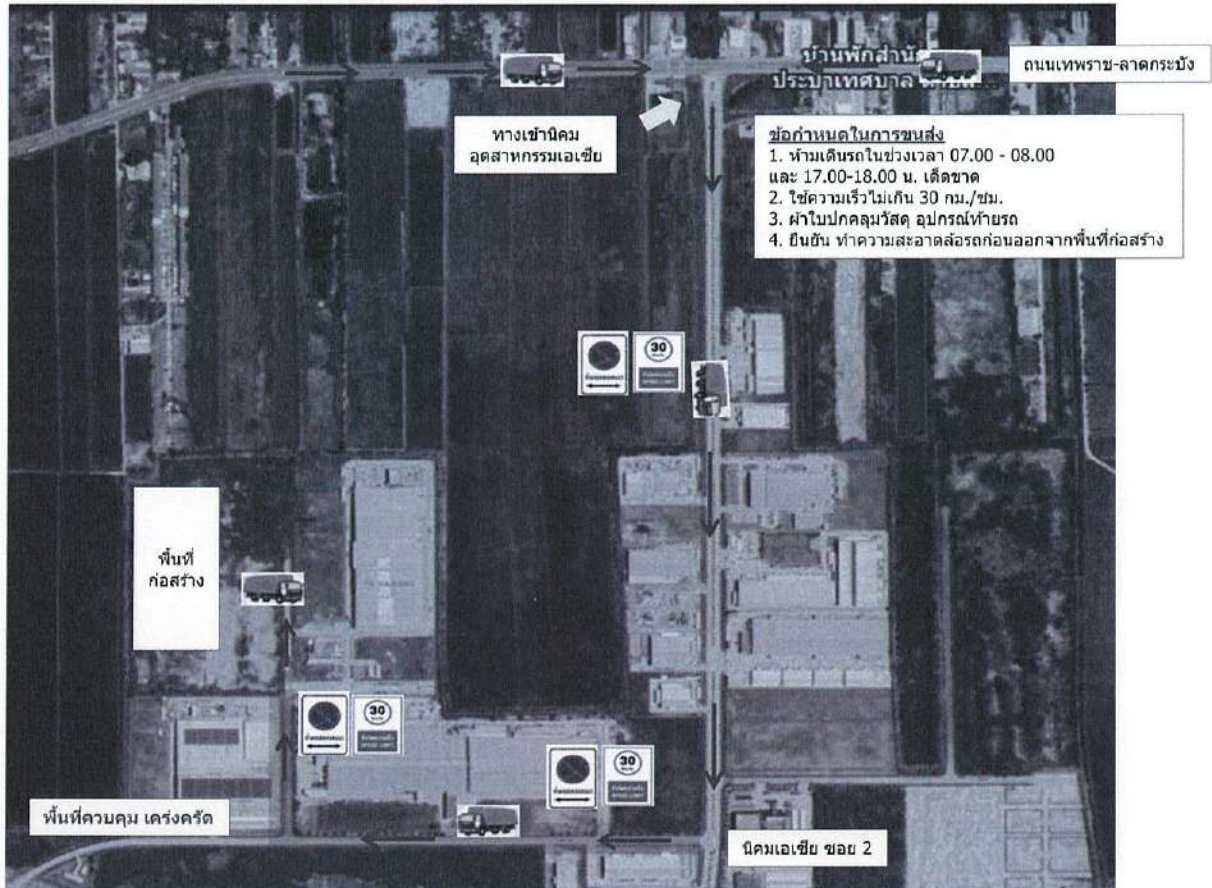 บ้านพักสำนั
ประปาเทศบาล
ถนนเทพราช-ลาดกระบัง
ทางเข้านิคม
อุตสาหกรรมเอเชีย
ข้อกำหนดในการขนส่ง
1. ห้ามเดินรถในช่วงเวลา 07.00 - 08.00
และ 17.00-18.00 น. เด็ดขาด
2. ใช้ความเร็วไม่เกิน 30 กม./ชม.
3. ผ้าใบปกคลุมวัสดุ อุปกรณ์ท้ายรถ
4. ยืนยัน ทำความสะอาดล้อรถก่อนออกจากพื้นที่ก่อสร้าง
30
พื้นที่
ก่อสร้าง
30
30
พื้นที่ควบคุม เคร่งครัด
นิคมเอเชีย ซอย 2